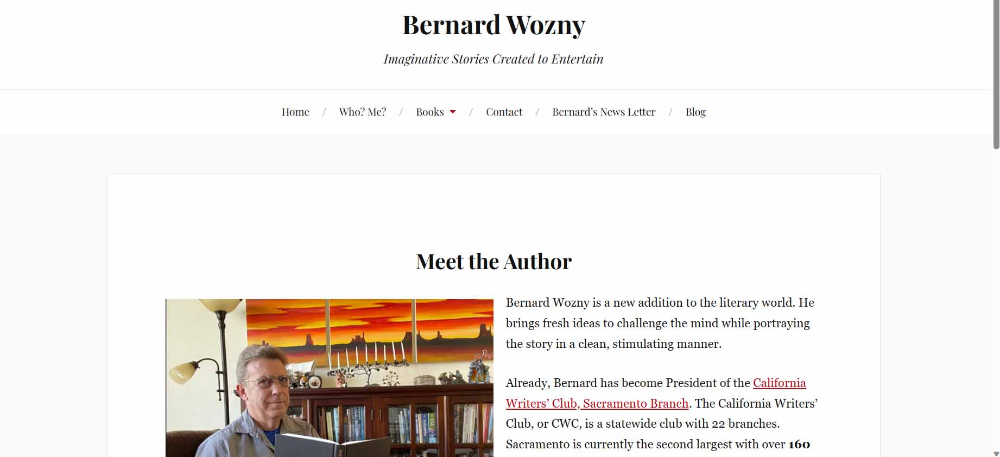 Bernard Wozny
Imaginative Stories Created to Entertain
Home / Who? Me? / Books / Contact / Bernard’s News Letter / Blog
Meet the Author
Bernard Wozny is a new addition to the literary world. He
brings fresh ideas to challenge the mind while portraying
the story in a clean, stimulating manner.
Already, Bernard has become President of the California
Writers’ Club, Sacramento Branch. The California Writers’
Club, or CWC, is a statewide club with 22 branches.
Sacramento is currently the second largest with over 160